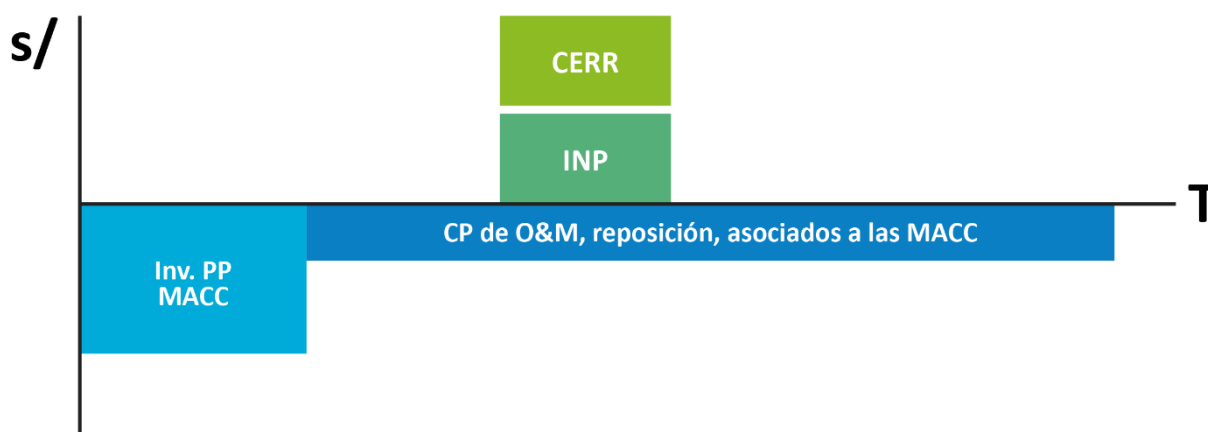 s/
CERR
INP
T
CP de O&M, reposición, asociados a las MACC
Inv. PP
MACC